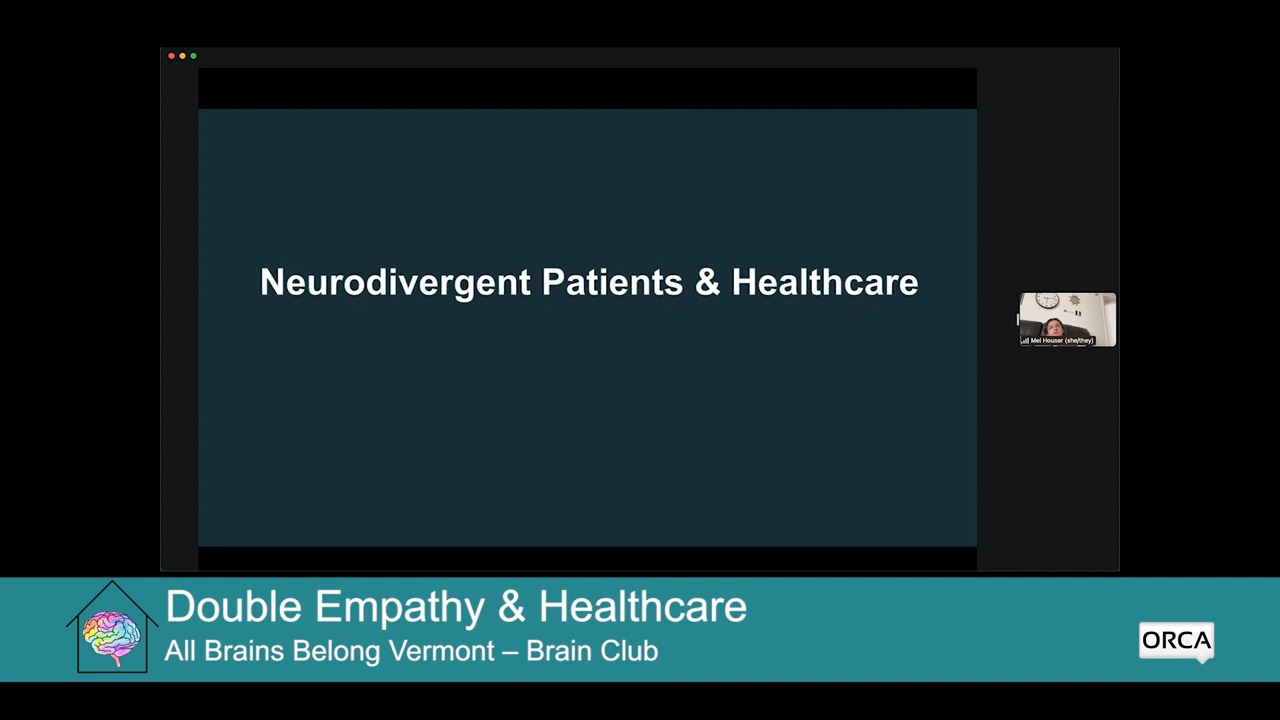 Neurodivergent Patients & Healthcare
Mel Houser (she/they)
Double Empathy & Healthcare
All Brains Belong Vermont – Brain Club
ORCA